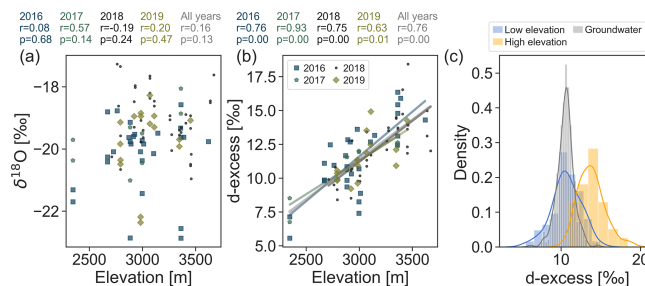 2016 2017 2018 2019 All years
r=0.08 r=0.57 r=-0.19 r=0.20 r=0.16
p=0.68 p=0.14 p=0.24 p=0.47 p=0.13
2016 2017 2018 2019 All years
r=0.76 r=0.93 r=0.75 r=0.63 r=0.76
p=0.00 p=0.00 p=0.00 p=0.01 p=0.00
Low elevation Groundwater
High elevation
(a)
(b)
(c)
2016 2018
2017 2019
δ¹⁸O [‰]
−18
−20
−22
2500 3000 3500
Elevation [m]
d-excess [‰]
17.5
15.0
12.5
10.0
7.5
5.0
2500 3000 3500
Elevation [m]
Density
0.5
0.4
0.3
0.2
0.1
0.0
10 20
d-excess [‰]